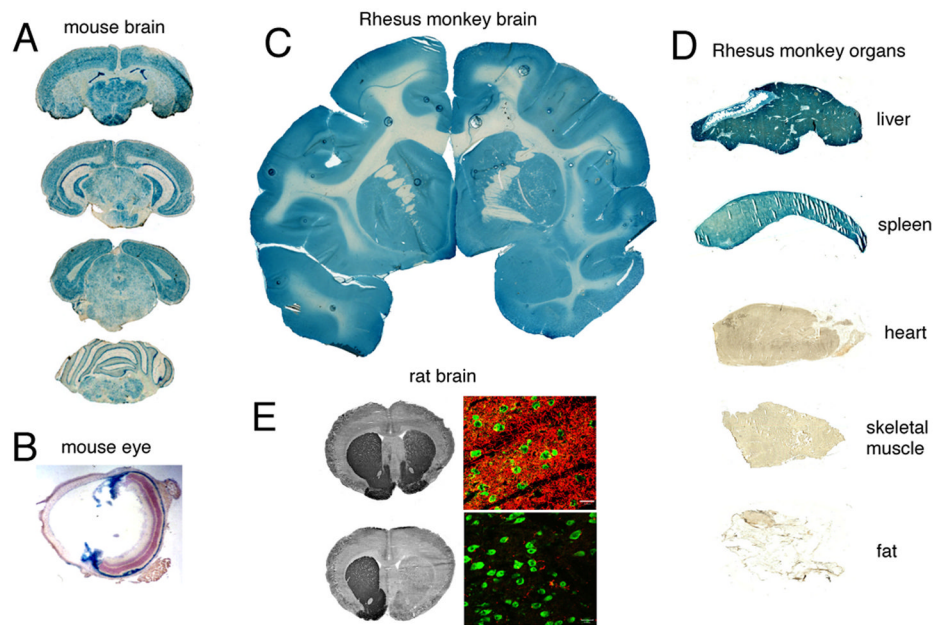 A
mouse brain
B
mouse eye
C
Rhesus monkey brain
D
Rhesus monkey organs
liver
spleen
heart
skeletal
muscle
fat
E
rat brain